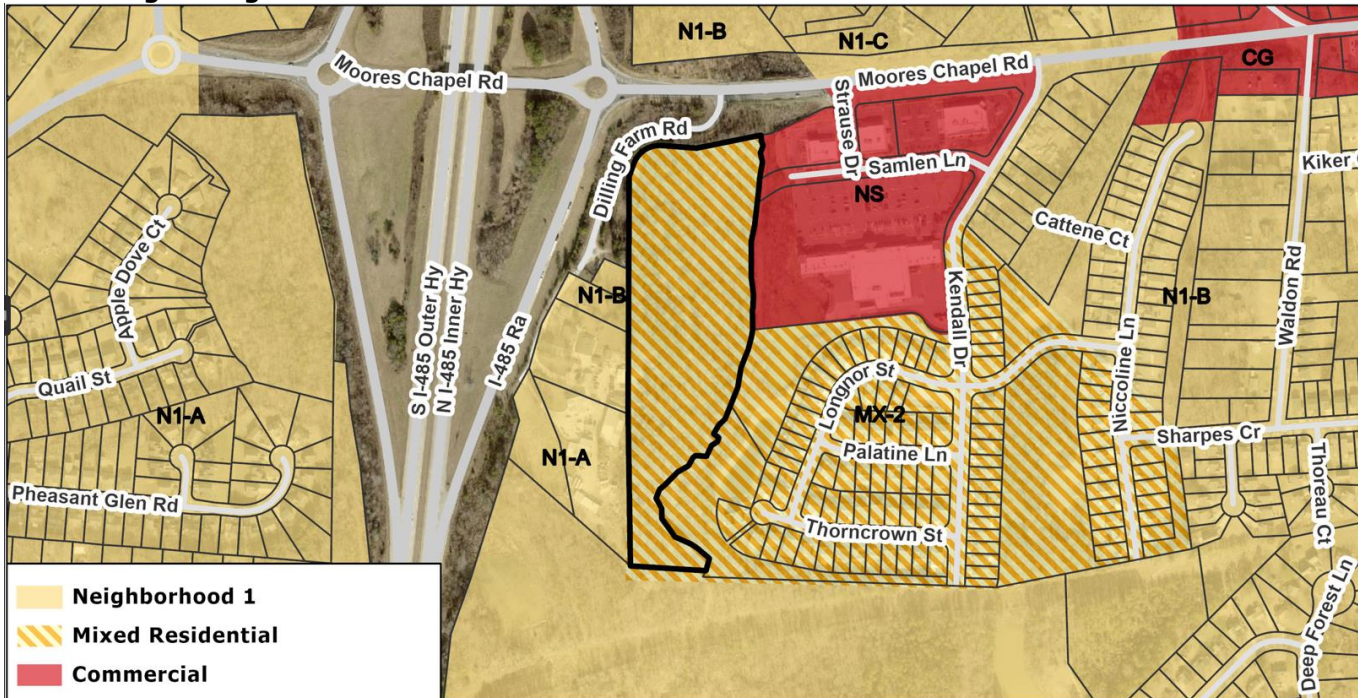 N1-B
N1-C
CG
Moores Chapel Rd
Moores Chapel Rd
Strause Dr
Dilling Farm Rd
Samlen Ln
Kiker
NS
Apple Dove Ct
Cattene Ct
S I-485 Outer Hy
N I-485 Inner Hy
I-485 Ra
N1-B
Kendall Dr
N1-B
Waldon Rd
Niccoline Ln
Quail St
Longnor St
MX-2
N1-A
Palatine Ln
Sharpes Cr
N1-A
Thoreau Ct
Pheasant Glen Rd
Thorncrown St
Deep Forest Ln
Neighborhood 1
Mixed Residential
Commercial